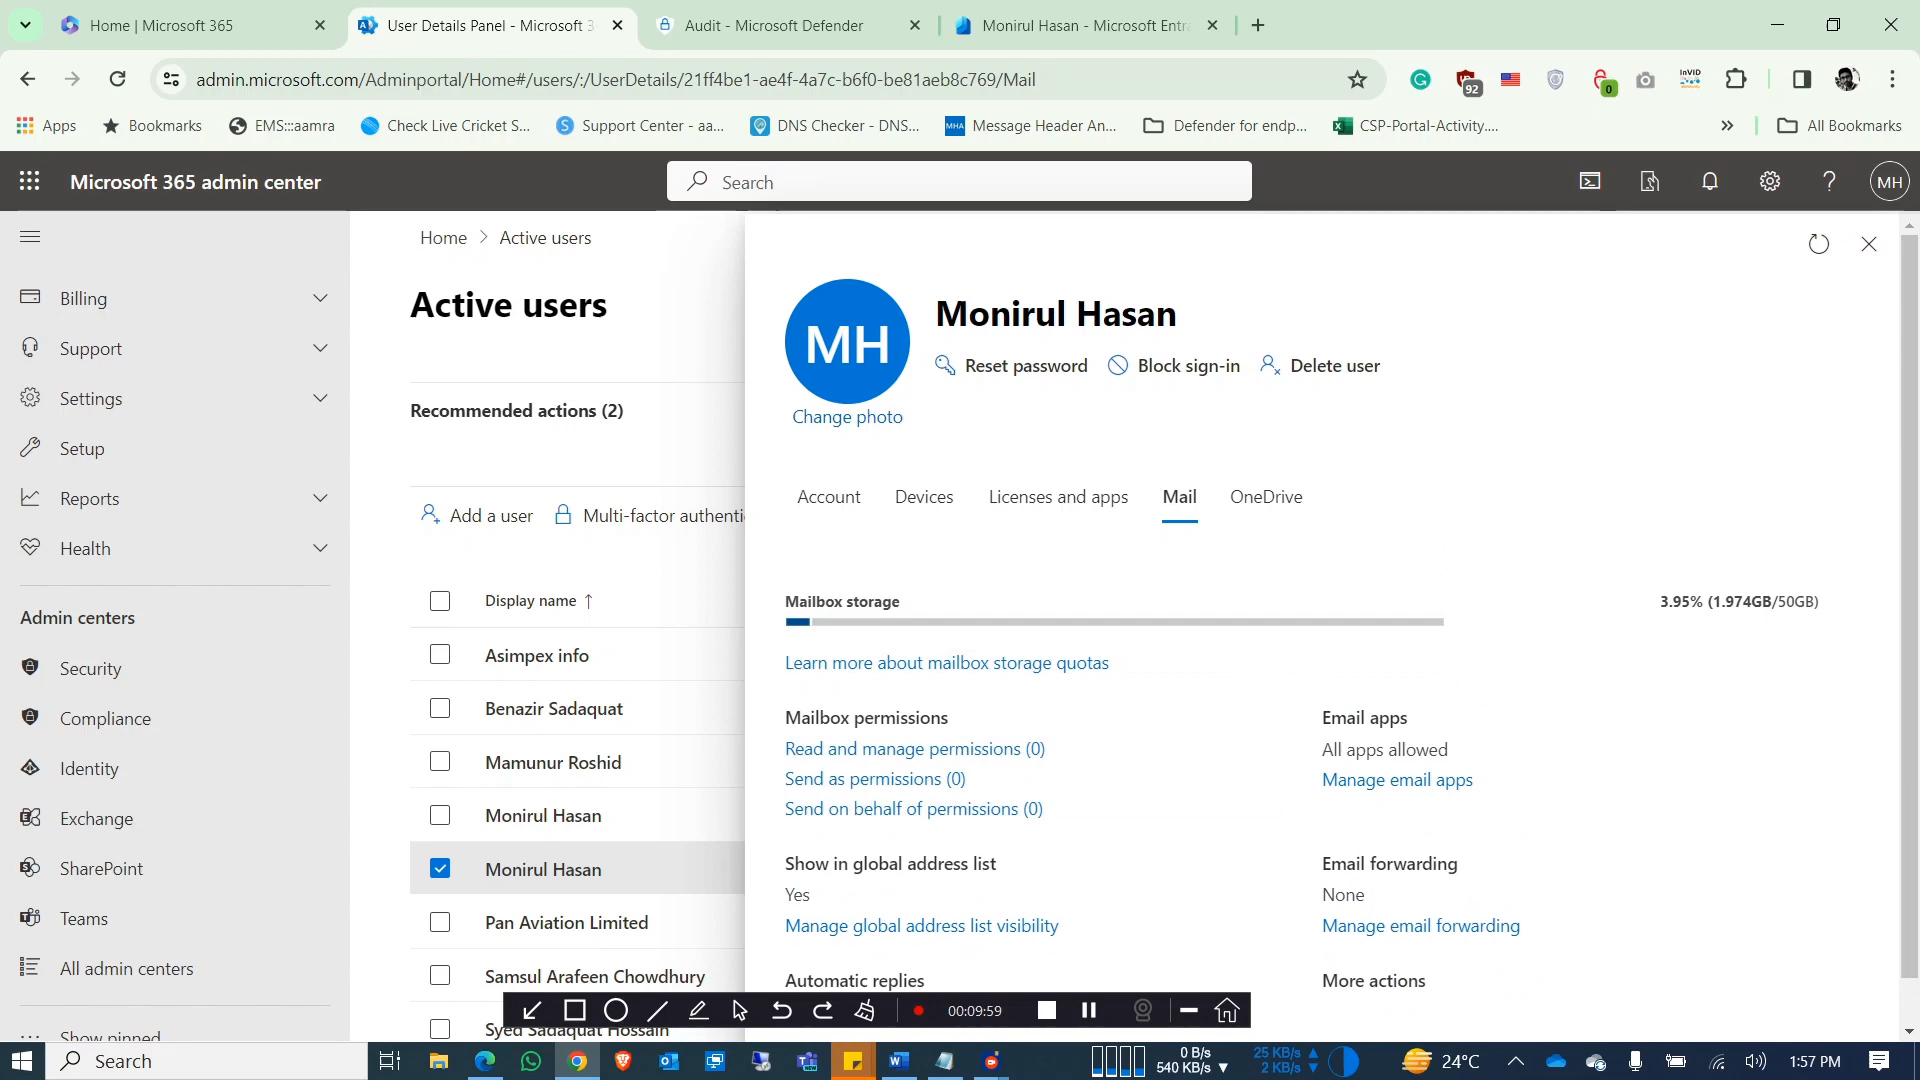 Home | Microsoft 365
User Details Panel - Microsoft 3
Audit - Microsoft Defender
Monirul Hasan - Microsoft Entra
admin.microsoft.com/Adminportal/Home#/users/:/UserDetails/21ff4be1-ae4f-4a7c-b6f0-be81aeb8c769/Mail
92
0
InVID
Apps
Bookmarks
EMS:::aamra
Check Live Cricket S...
Support Center - aa...
DNS Checker - DNS...
MHA
Message Header An...
Defender for endp...
CSP-Portal-Activity....
All Bookmarks
Microsoft 365 admin center
Search
MH
Billing
Support
Settings
Setup
Reports
Health
Admin centers
Security
Compliance
Identity
Exchange
SharePoint
Teams
All admin centers
Show pinned
Home > Active users
Active users
Recommended actions (2)
Add a user
Multi-factor authenti
Display name ↑
Asimpex info
Benazir Sadaquat
Mamunur Roshid
Monirul Hasan
Monirul Hasan
Pan Aviation Limited
Samsul Arafeen Chowdhury
Syed Sadaquat Hossain
MH
Change photo
Monirul Hasan
Reset password
Block sign-in
Delete user
Account
Devices
Licenses and apps
Mail
OneDrive
Mailbox storage
3.95% (1.974GB/50GB)
Learn more about mailbox storage quotas
Mailbox permissions
Read and manage permissions (0)
Send as permissions (0)
Send on behalf of permissions (0)
Email apps
All apps allowed
Manage email apps
Show in global address list
Yes
Manage global address list visibility
Email forwarding
None
Manage email forwarding
Automatic replies
More actions
00:09:59
Search
0 B/s
540 KB/s
25 KB/s
2 KB/s
24°C
1:57 PM